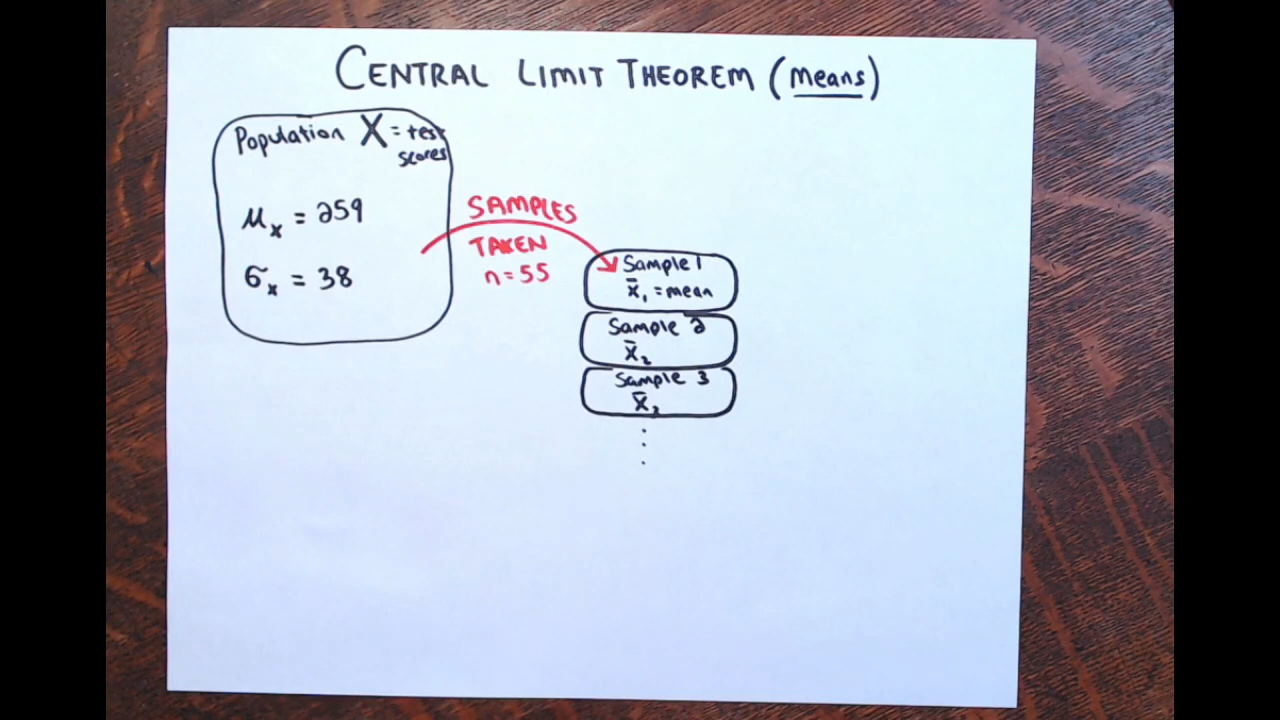 CENTRAL LIMIT THEOREM (means)
Population X = test
scores
μx = 259
σx = 38
SAMPLES
TAKEN
n = 55
Sample 1
x̄₁ = mean
Sample 2
x̄₂
Sample 3
x̄₃